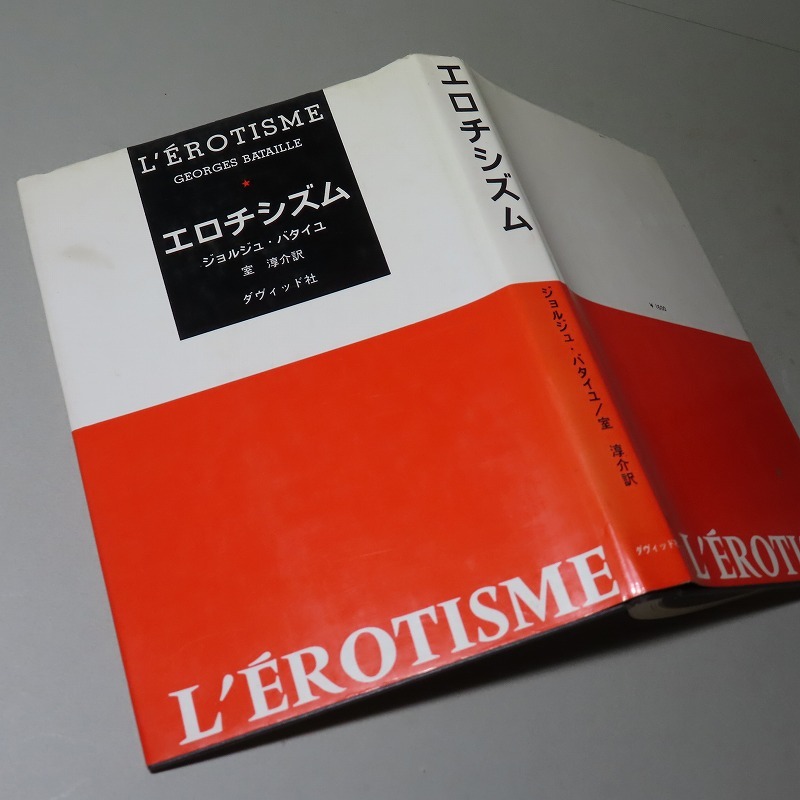 L'ÉROTISME
GEORGES BATAILLE
★
エロチシズム
ジョルジュ・バタイユ
室 淳介訳
ダヴィッド社
L'ÉROTISME
エロチシズム
ジョルジュ・バタイユ/室 淳介訳
ダヴィッド社
¥ 1600
L'ÉROTIS